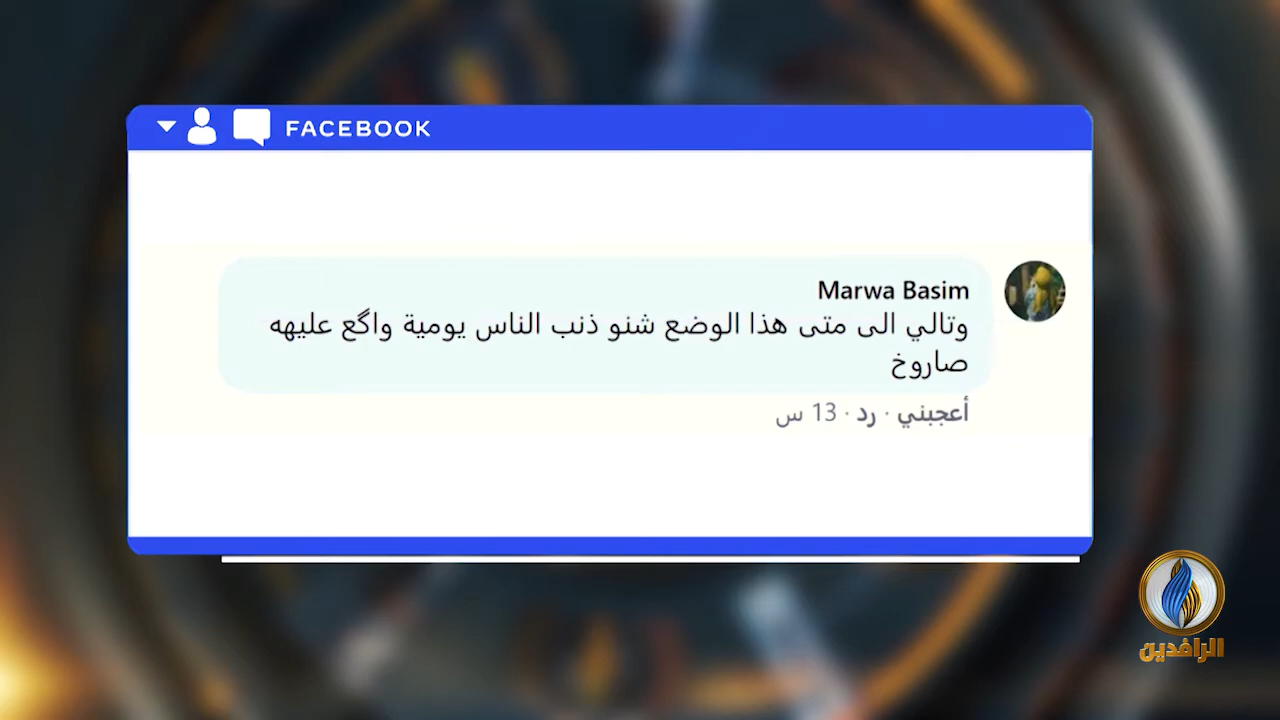 FACEBOOK
Marwa Basim
وتالي الى متى هذا الوضع شنو ذنب الناس يومية واگع عليهه
صاروخ
أعجبني · رد · 13 س
الرافدين